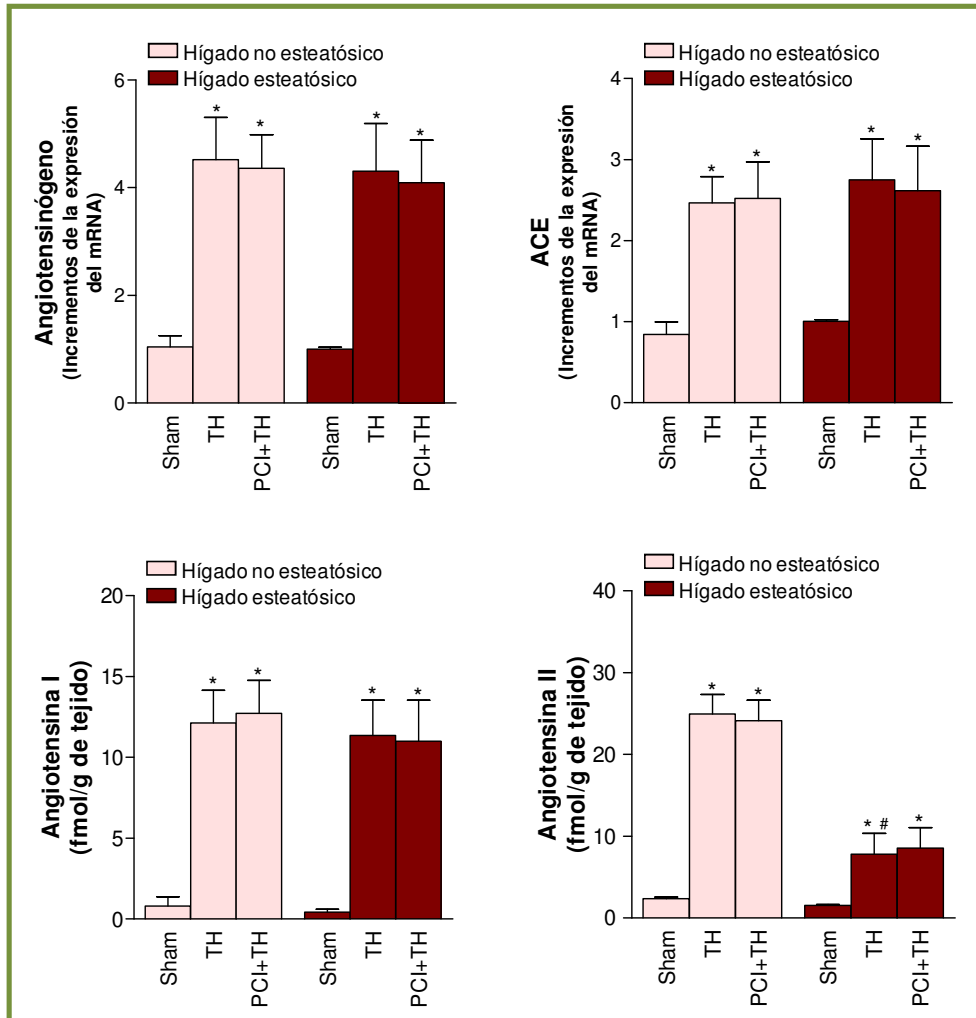 Hígado no esteatósico
Hígado esteatósico
Angiotensinógeno
(Incrementos de la expresión
del mRNA)
6
4
2
0
*
*
*
*
Sham
TH
PCI+TH
Sham
TH
PCI+TH
Hígado no esteatósico
Hígado esteatósico
ACE
(Incrementos de la expresión
del mRNA)
4
3
2
1
0
*
*
*
*
Sham
TH
PCI+TH
Sham
TH
PCI+TH
Hígado no esteatósico
Hígado esteatósico
Angiotensina I
(fmol/g de tejido)
20
15
10
5
0
*
*
*
*
Sham
TH
PCI+TH
Sham
TH
PCI+TH
Hígado no esteatósico
Hígado esteatósico
Angiotensina II
(fmol/g de tejido)
40
30
20
10
0
*
*
* #
*
Sham
TH
PCI+TH
Sham
TH
PCI+TH